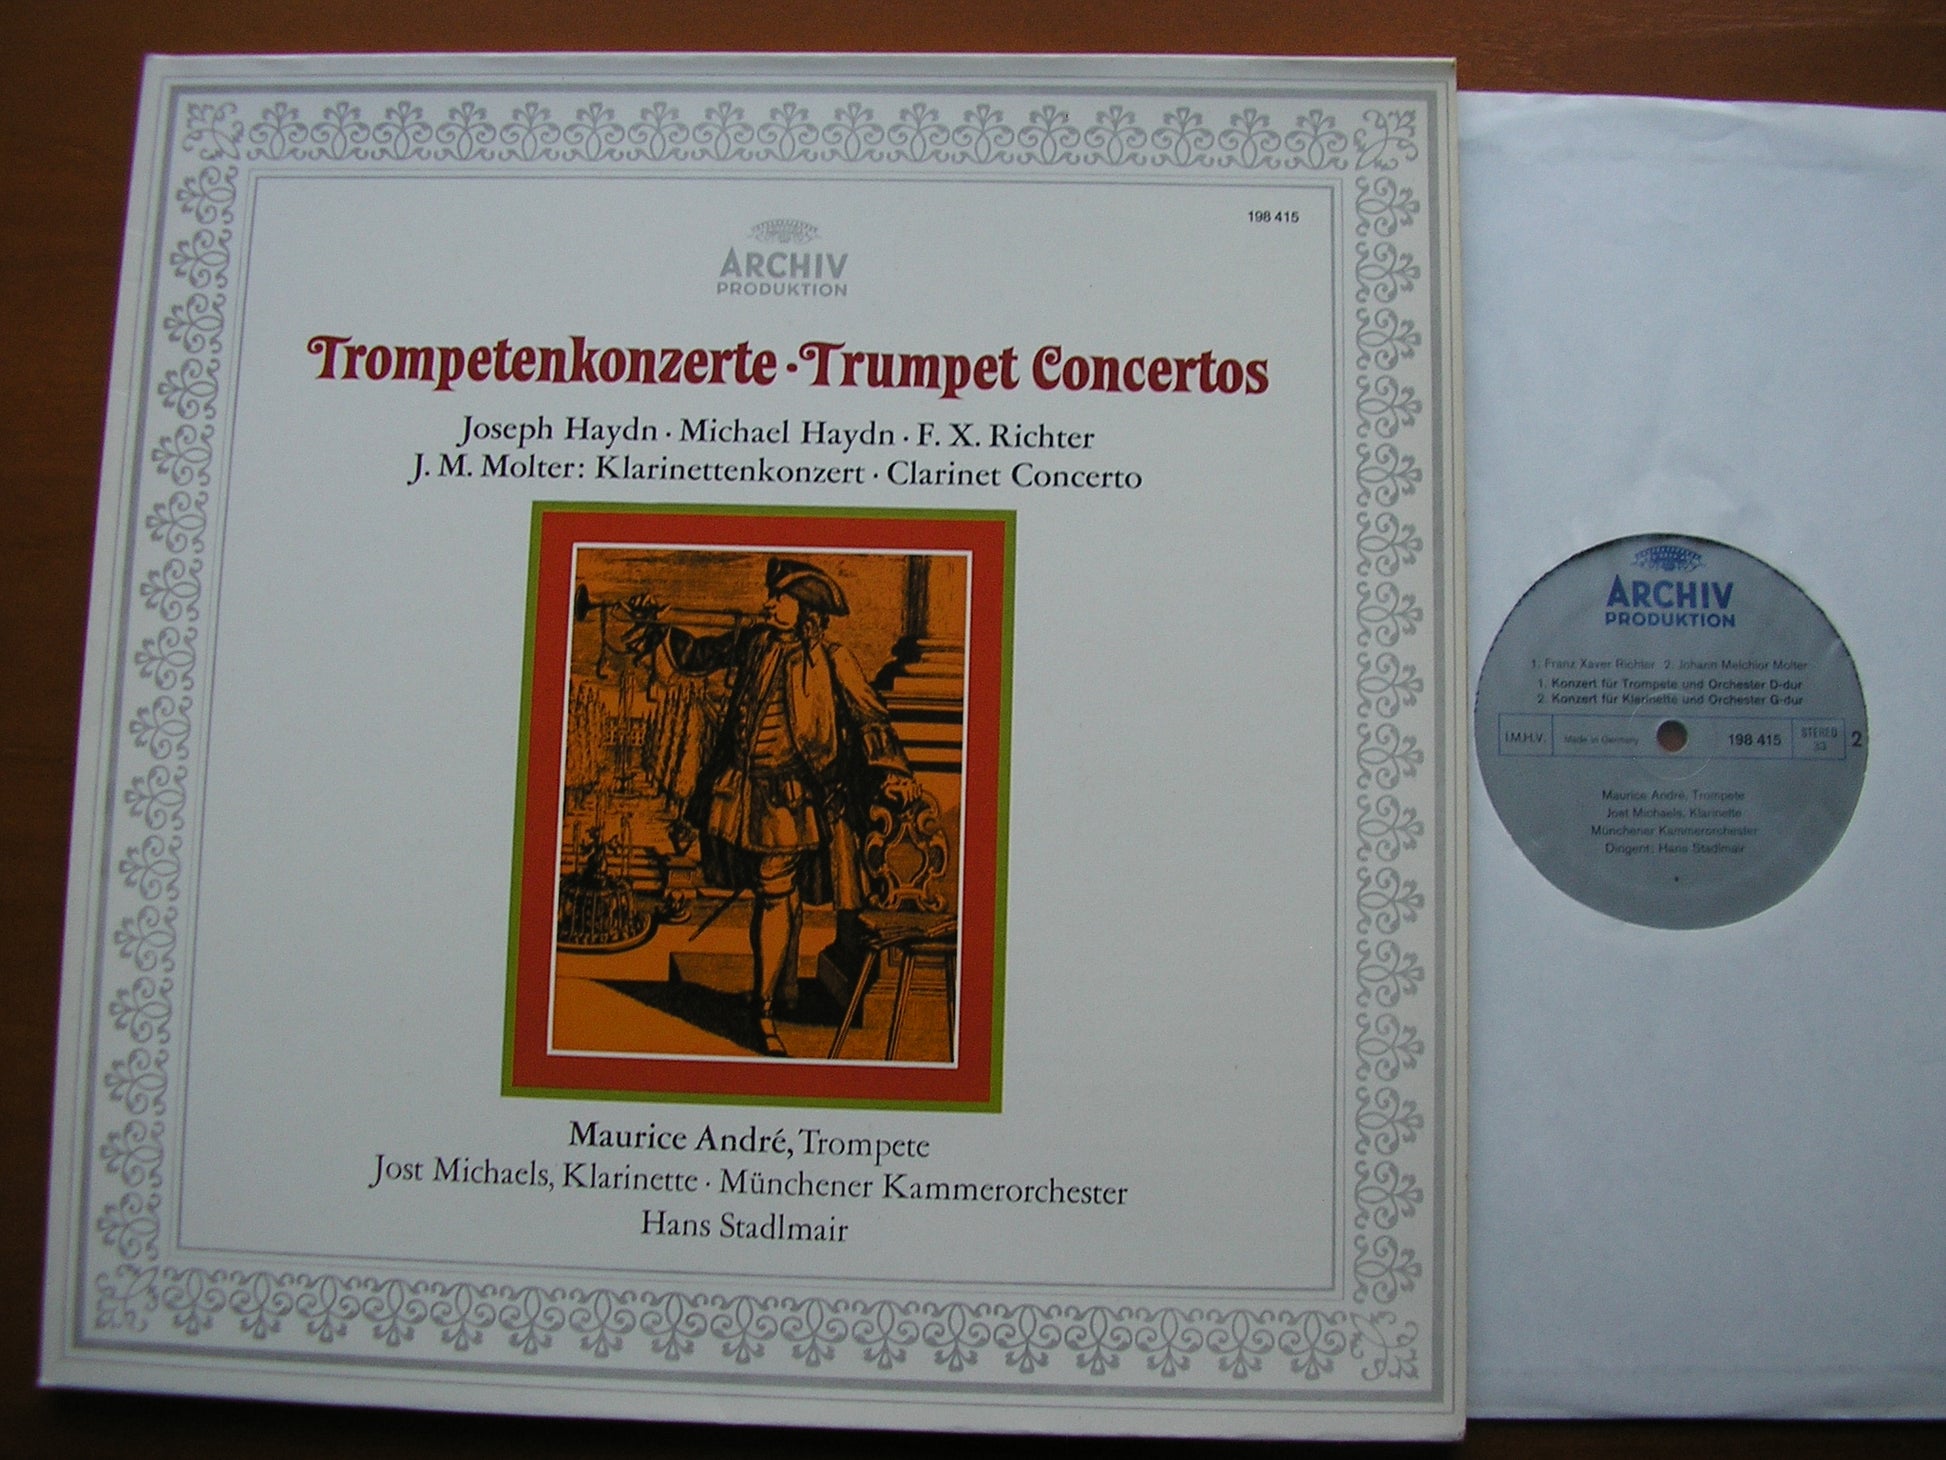 198 415
ARCHIV
PRODUKTION
Trompetenkonzerte · Trumpet Concertos
Joseph Haydn · Michael Haydn · F. X. Richter
J. M. Molter: Klarinettenkonzert · Clarinet Concerto
Maurice André, Trompete
Jost Michaels, Klarinette · Münchener Kammerorchester
Hans Stadlmair
ARCHIV
PRODUKTION
1. Franz Xaver Richter 2. Johann Melchior Molter
1. Konzert für Trompete und Orchester D-dur
2. Konzert für Klarinette und Orchester G-dur
I.M.H.V. Made in Germany 198 415 STEREO 33 2
Maurice André, Trompete
Jost Michaels, Klarinette
Münchener Kammerorchester
Dirigent: Hans Stadlmair